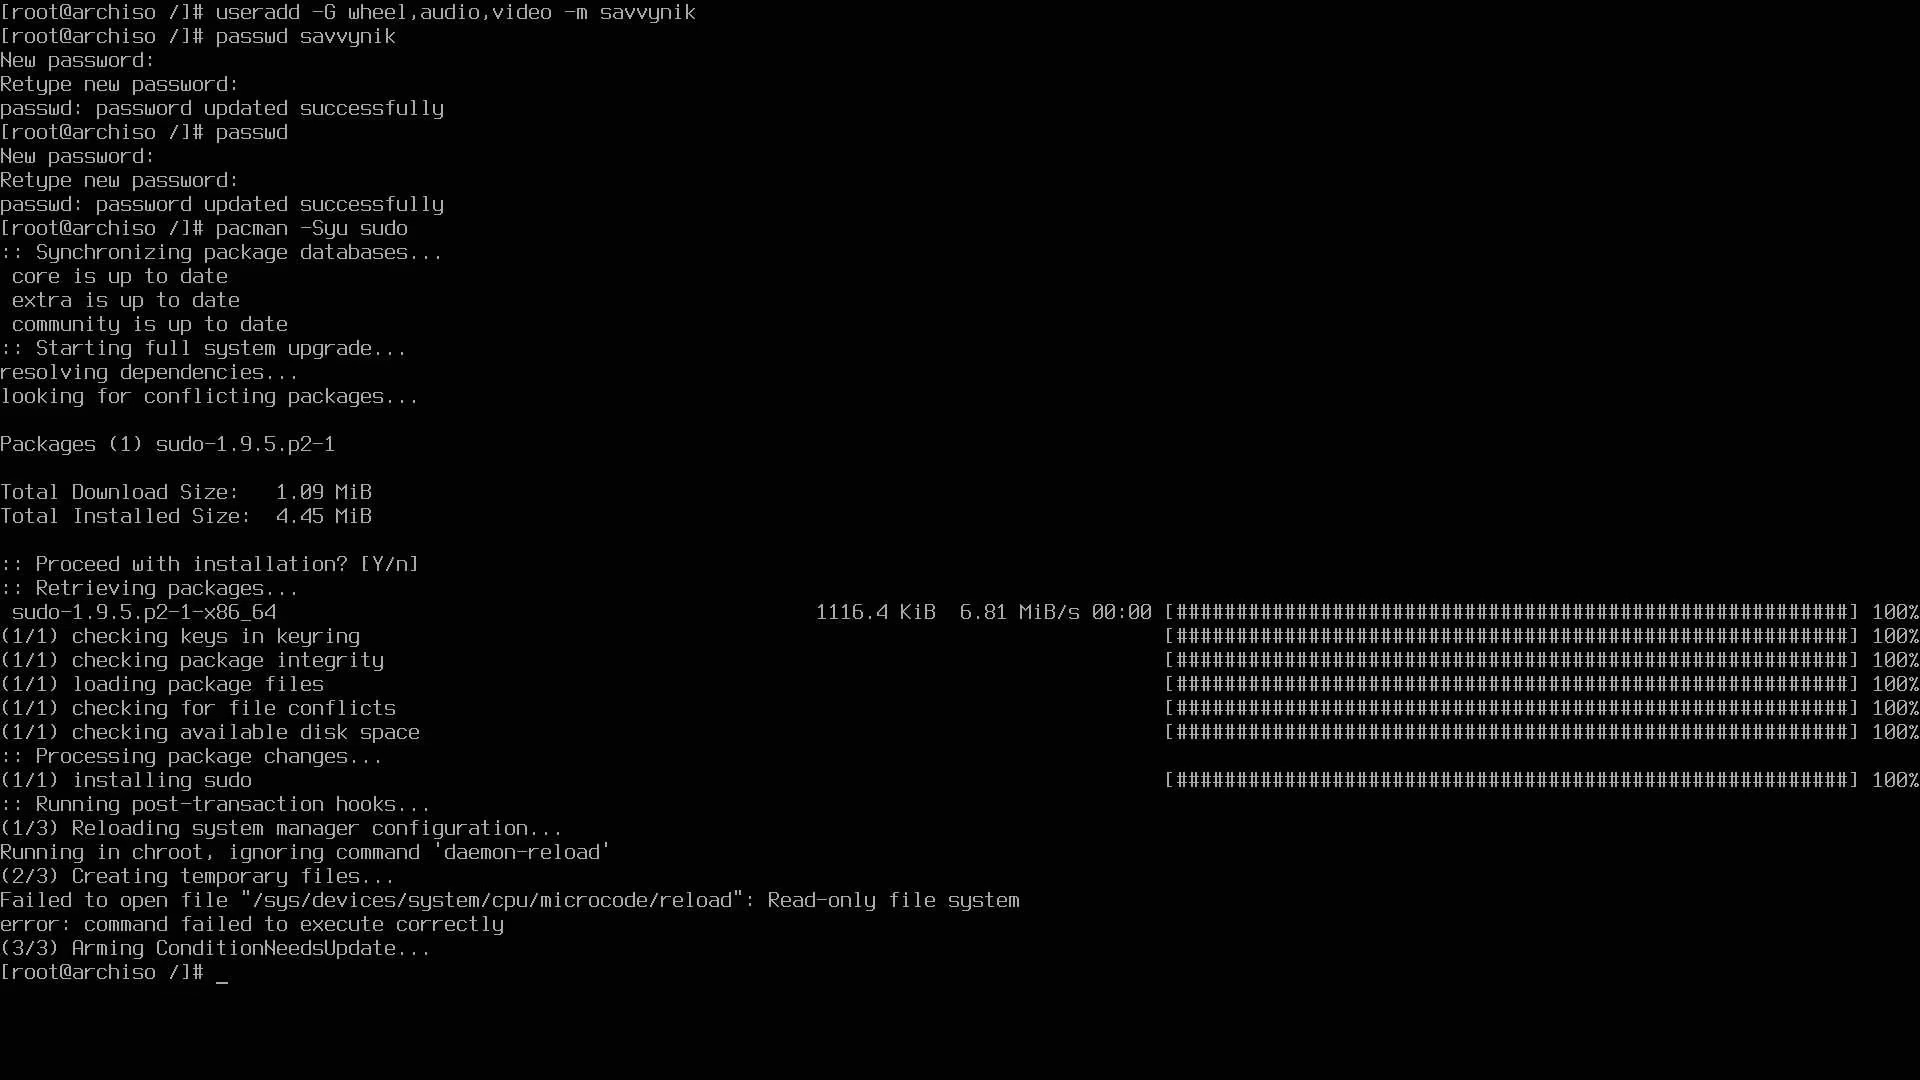 [root@archiso /]# useradd -G wheel,audio,video -m savvynik
[root@archiso /]# passwd savvynik
New password:
Retype new password:
passwd: password updated successfully
[root@archiso /]# passwd
New password:
Retype new password:
passwd: password updated successfully
[root@archiso /]# pacman -Syu sudo
:: Synchronizing package databases...
 core is up to date
 extra is up to date
 community is up to date
:: Starting full system upgrade...
resolving dependencies...
looking for conflicting packages...

Packages (1) sudo-1.9.5.p2-1

Total Download Size:   1.09 MiB
Total Installed Size:  4.45 MiB

:: Proceed with installation? [Y/n]
:: Retrieving packages...
 sudo-1.9.5.p2-1-x86_64 1116.4 KiB  6.81 MiB/s 00:00 [########################################################] 100%
(1/1) checking keys in keyring [########################################################] 100%
(1/1) checking package integrity [########################################################] 100%
(1/1) loading package files [########################################################] 100%
(1/1) checking for file conflicts [########################################################] 100%
(1/1) checking available disk space [########################################################] 100%
:: Processing package changes...
(1/1) installing sudo [########################################################] 100%
:: Running post-transaction hooks...
(1/3) Reloading system manager configuration...
Running in chroot, ignoring command 'daemon-reload'
(2/3) Creating temporary files...
Failed to open file "/sys/devices/system/cpu/microcode/reload": Read-only file system
error: command failed to execute correctly
(3/3) Arming ConditionNeedsUpdate...
[root@archiso /]# _